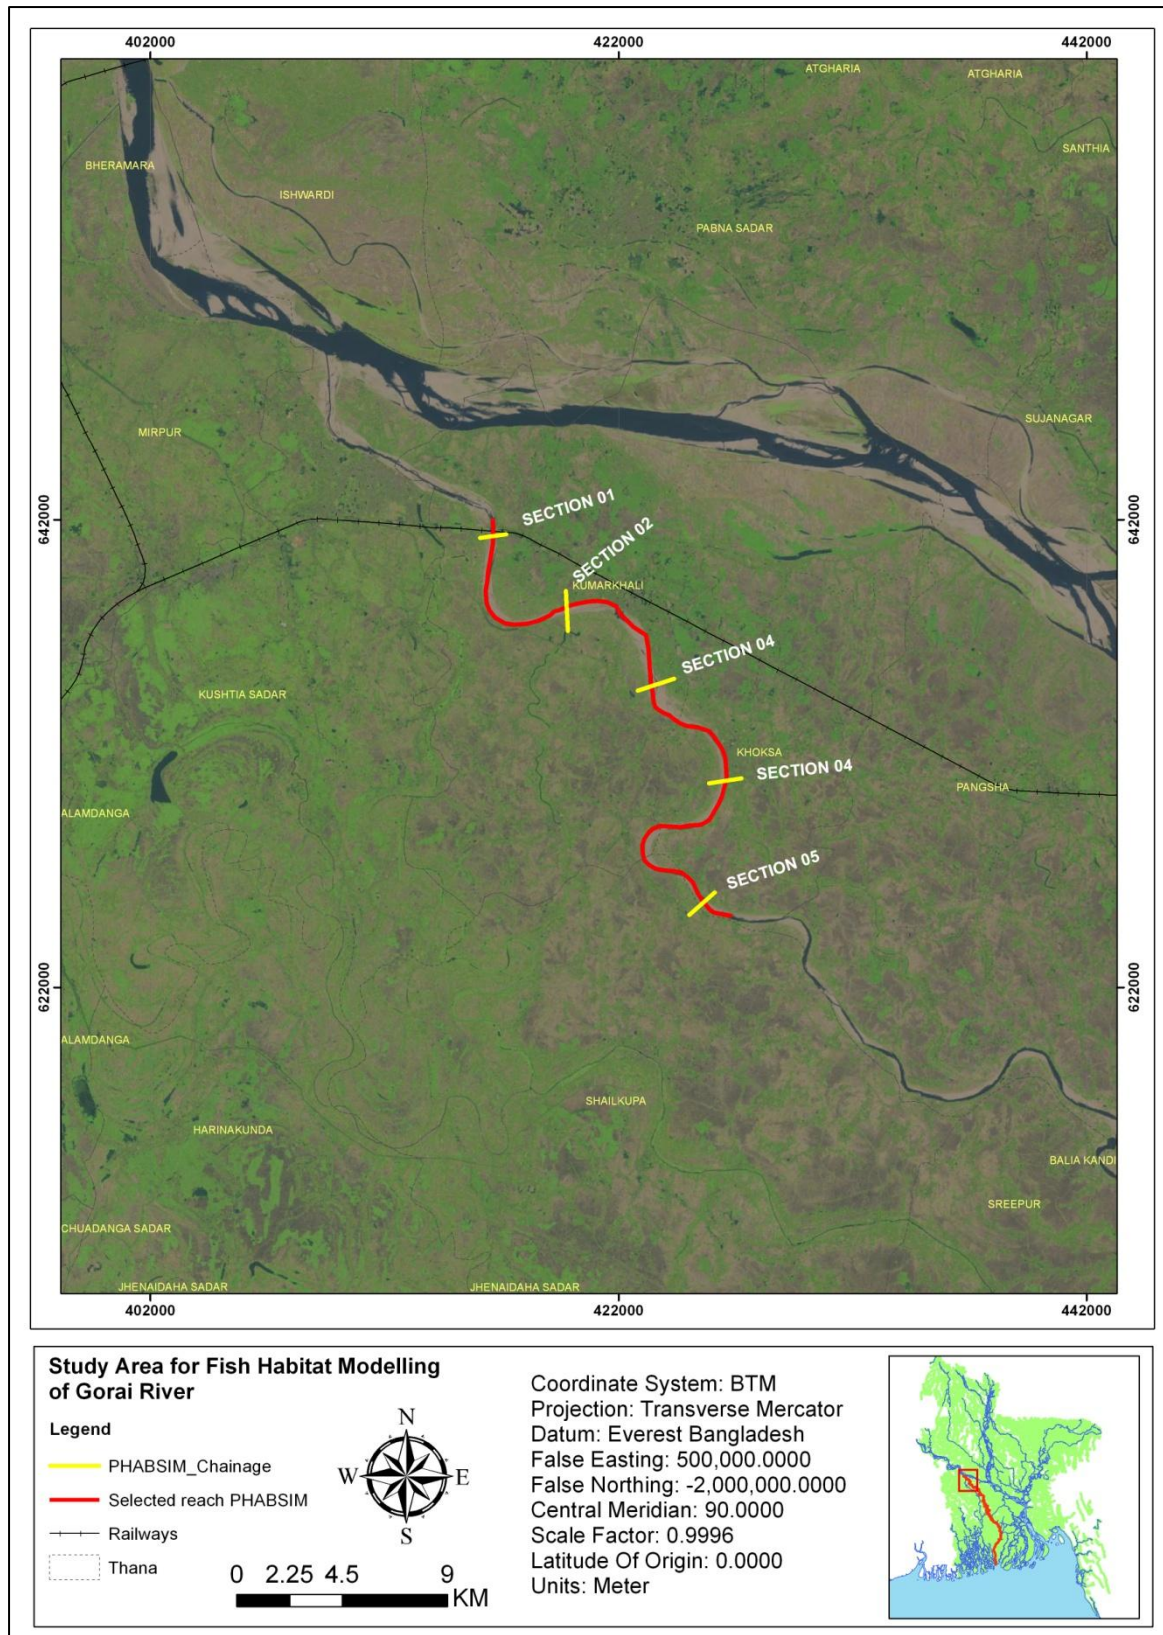 402000
422000
442000
ATGHARIA
ATGHARIA
SANTHIA
BHERAMARA
ISHWARDI
PABNA SADAR
SUJANAGAR
MIRPUR
642000
642000
SECTION 01
SECTION 02
KUMARKHALI
SECTION 04
KUSHTIA SADAR
KHOKSA
SECTION 04
PANGSHA
ALAMDANGA
SECTION 05
622000
622000
ALAMDANGA
SHAILKUPA
HARINAKUNDA
BALIA KANDI
SREEPUR
CHUADANGA SADAR
JHENAIDAHA SADAR
JHENAIDAHA SADAR
402000
422000
442000
Study Area for Fish Habitat Modelling
of Gorai River
Legend
PHABSIM_Chainage
Selected reach PHABSIM
Railways
Thana
N
W
E
S
0 2.25 4.5 9
KM
Coordinate System: BTM
Projection: Transverse Mercator
Datum: Everest Bangladesh
False Easting: 500,000.0000
False Northing: -2,000,000.0000
Central Meridian: 90.0000
Scale Factor: 0.9996
Latitude Of Origin: 0.0000
Units: Meter